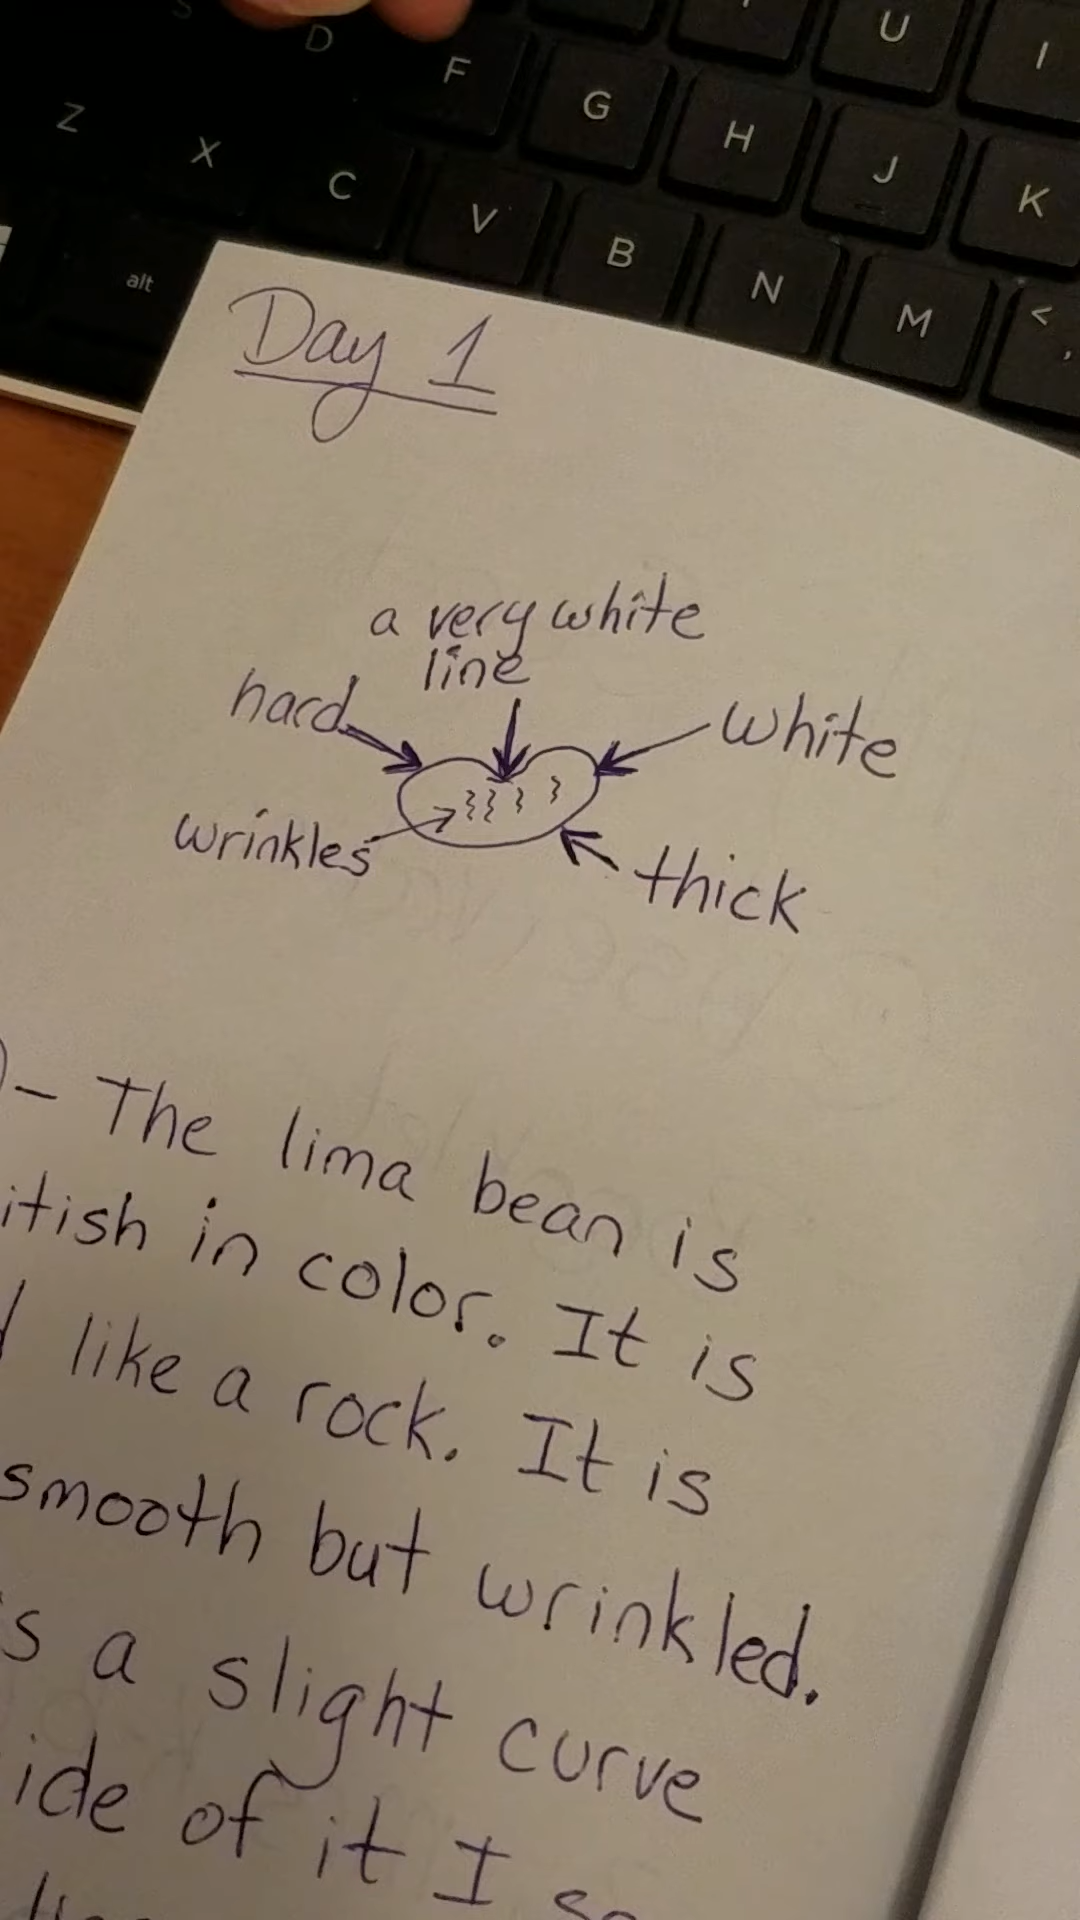 D F G H J K
U I
Z X C V B N M <
,
alt
Day 1
a very white
line
hard
white
wrinkles
thick
- The lima bean is
itish in color. It is
like a rock. It is
smooth but wrinkled.
s a slight curve
ide of it I